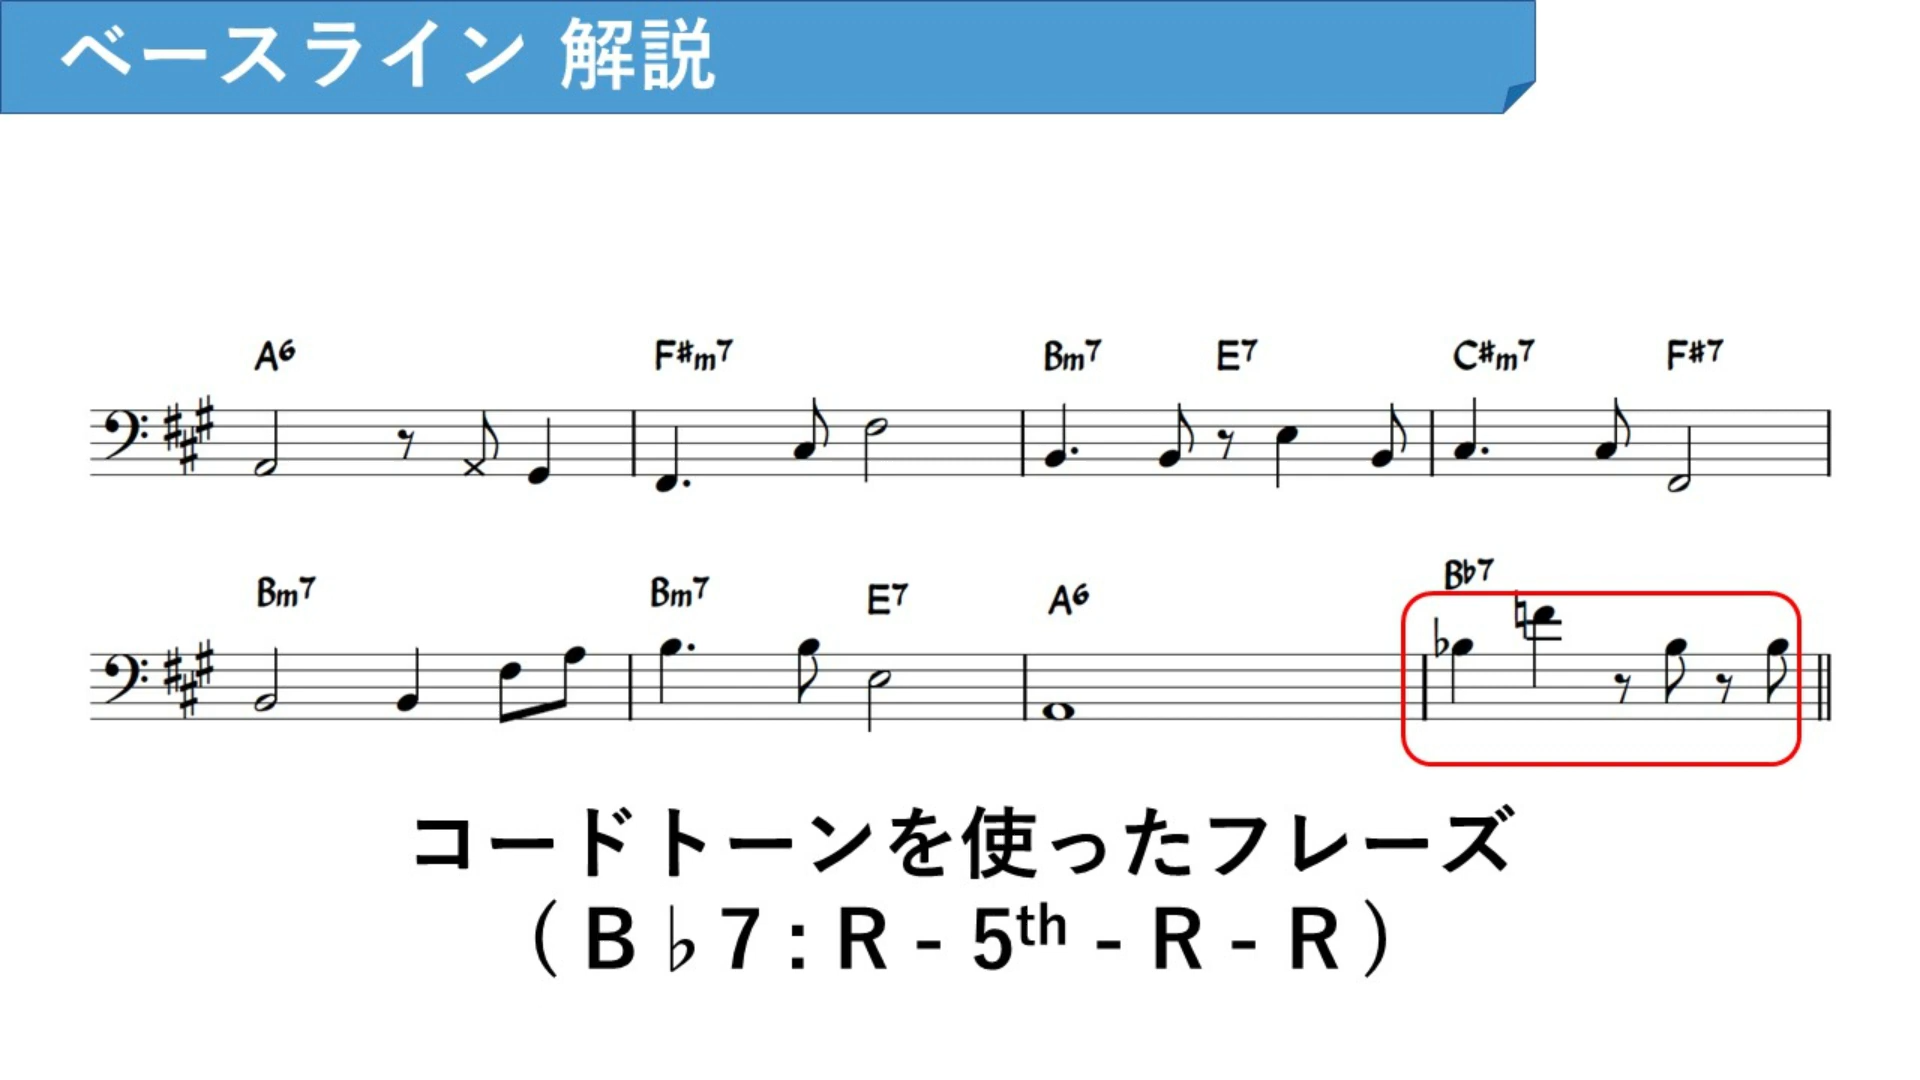 ベースライン 解説
A6 F#m7 Bm7 E7 C#m7 F#7
Bm7 Bm7 E7 A6 B♭7
コードトーンを使ったフレーズ
（B♭7：R - 5th - R - R）